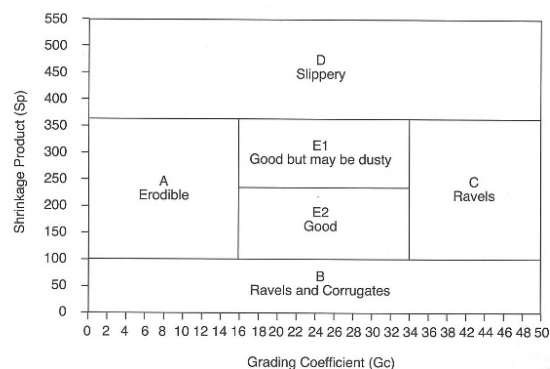 550
500
450
400
350
300
250
200
150
100
50
0
Shrinkage Product (Sp)
D
Slippery
E1
Good but may be dusty
A
Erodible
C
Ravels
E2
Good
B
Ravels and Corrugates
0 2 4 6 8 10 12 14 16 18 20 22 24 26 28 30 32 34 36 38 40 42 44 46 48 50
Grading Coefficient (Gc)